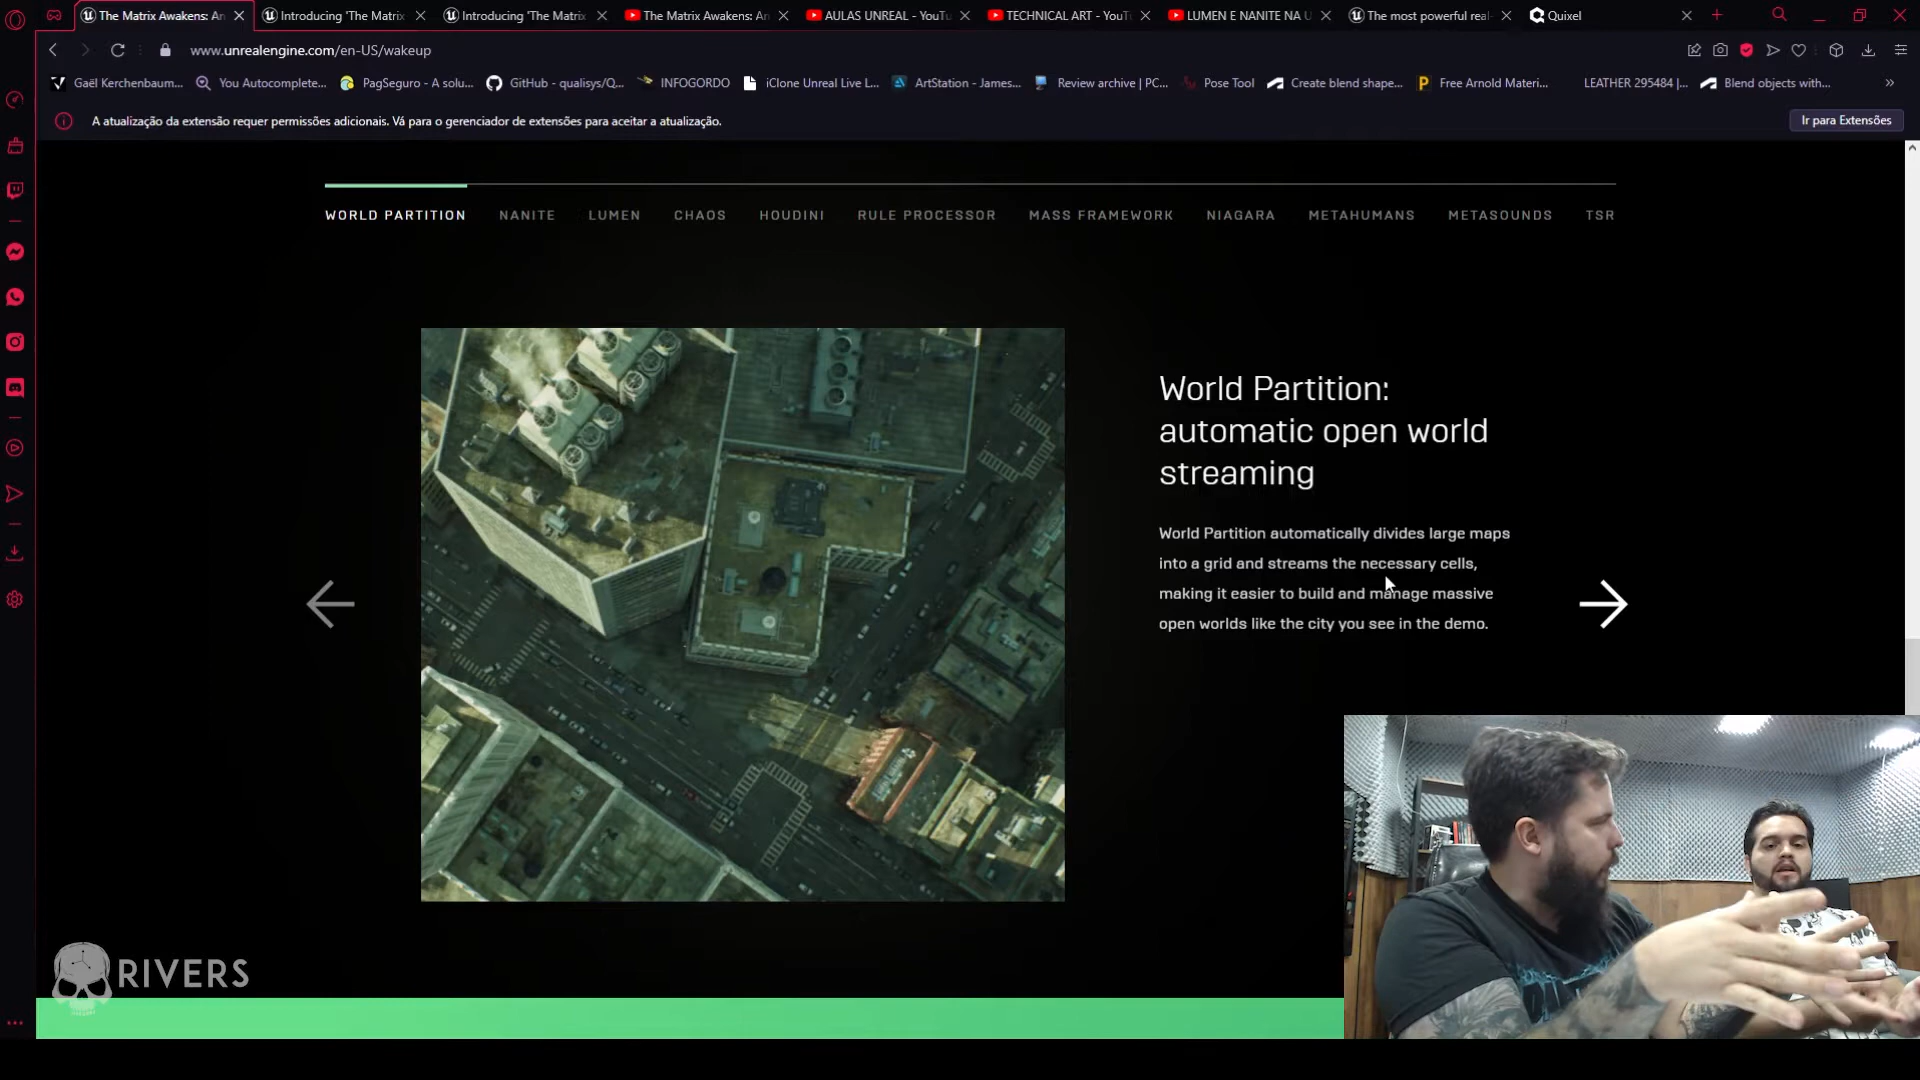 The Matrix Awakens: An
Introducing 'The Matrix
Introducing 'The Matrix
The Matrix Awakens: An
AULAS UNREAL - YouTu
TECHNICAL ART - YouTu
LUMEN E NANITE NA U
The most powerful real-
Quixel
www.unrealengine.com/en-US/wakeup
Gaël Kerchenbaum...
You Autocomplete...
PagSeguro - A solu...
GitHub - qualisys/Q...
INFOGORDO
iClone Unreal Live L...
ArtStation - James...
Review archive | PC...
Pose Tool
Create blend shape...
Free Arnold Materi...
LEATHER 295484 |...
Blend objects with...
A atualização da extensão requer permissões adicionais. Vá para o gerenciador de extensões para aceitar a atualização.
Ir para Extensões
WORLD PARTITION
NANITE
LUMEN
CHAOS
HOUDINI
RULE PROCESSOR
MASS FRAMEWORK
NIAGARA
METAHUMANS
METASOUNDS
TSR
World Partition:
automatic open world
streaming
World Partition automatically divides large maps
into a grid and streams the necessary cells,
making it easier to build and manage massive
open worlds like the city you see in the demo.
RIVERS